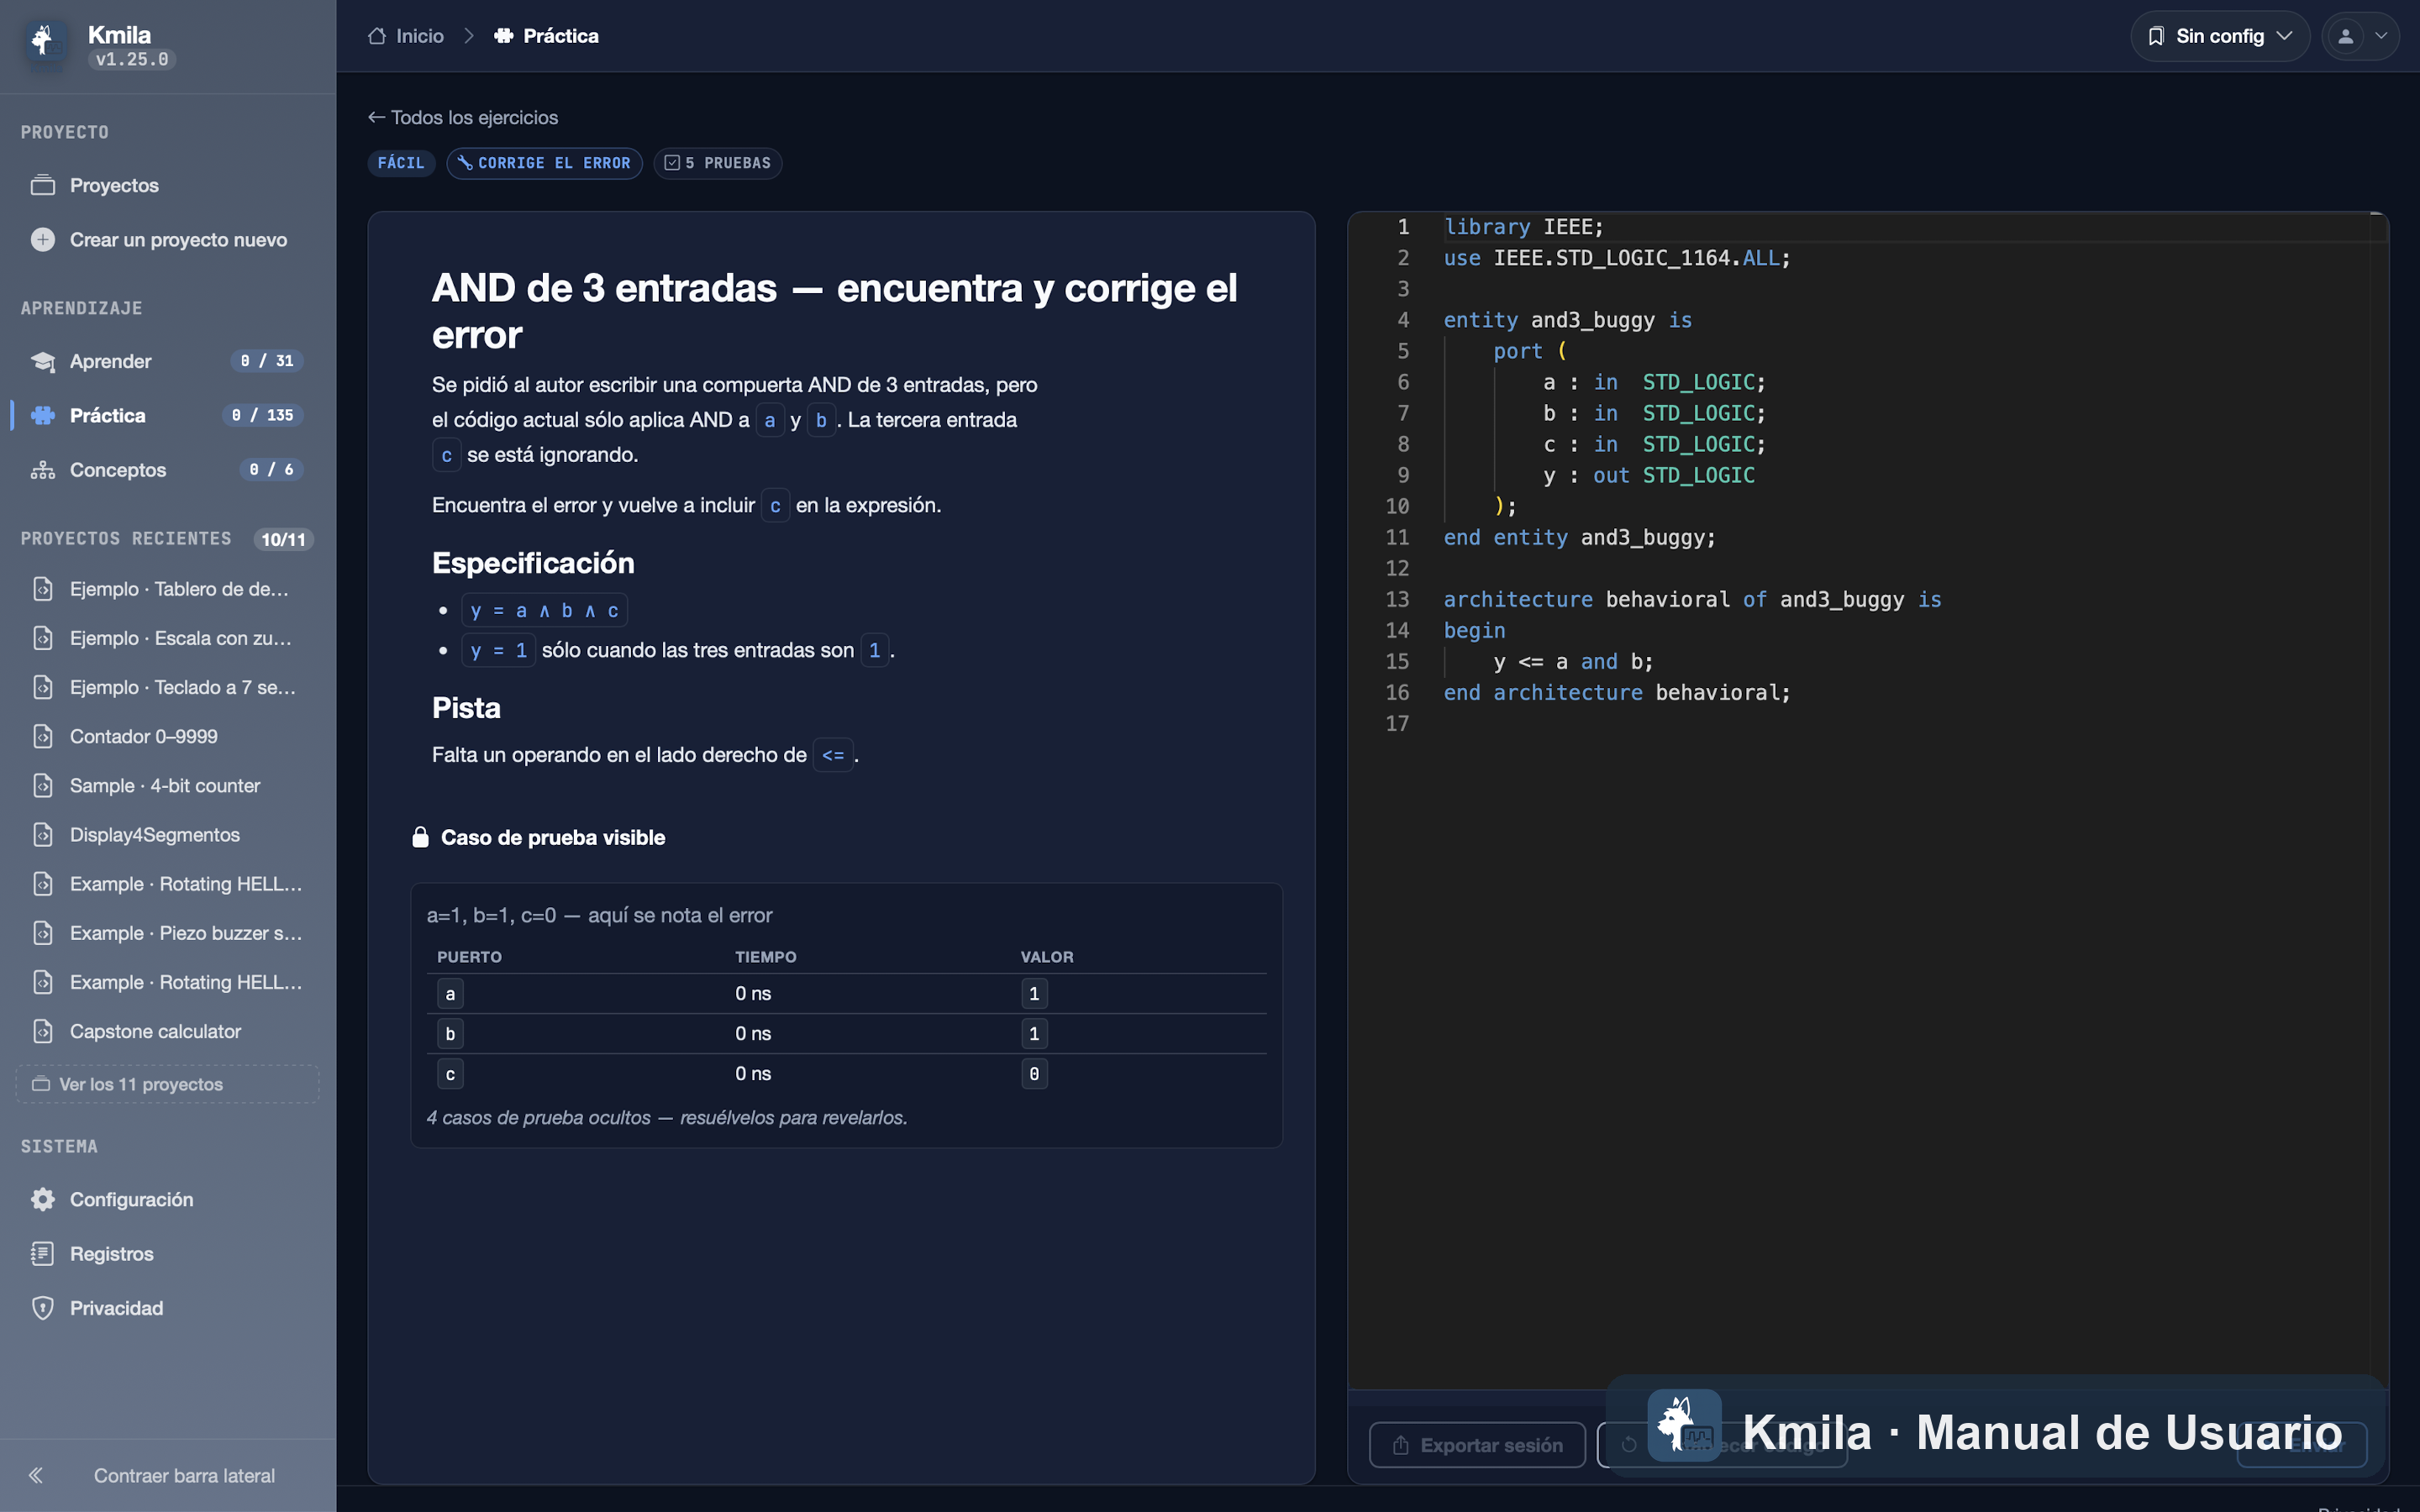 Kmila
v1.25.0
PROYECTO
Proyectos
Crear un proyecto nuevo
APRENDIZAJE
Aprender 0 / 31
Práctica 0 / 135
Conceptos 0 / 6
PROYECTOS RECIENTES 10/11
Ejemplo · Tablero de de...
Ejemplo · Escala con zu...
Ejemplo · Teclado a 7 se...
Contador 0–9999
Sample · 4-bit counter
Display4Segmentos
Example · Rotating HELL...
Example · Piezo buzzer s...
Example · Rotating HELL...
Capstone calculator
Ver los 11 proyectos
SISTEMA
Configuración
Registros
Privacidad
Contraer barra lateral
Inicio > Práctica
Sin config
← Todos los ejercicios
FÁCIL CORRIGE EL ERROR 5 PRUEBAS
AND de 3 entradas — encuentra y corrige el
error
Se pidió al autor escribir una compuerta AND de 3 entradas, pero
el código actual sólo aplica AND a a y b. La tercera entrada
c se está ignorando.
Encuentra el error y vuelve a incluir c en la expresión.
Especificación
• y = a ∧ b ∧ c
• y = 1 sólo cuando las tres entradas son 1.
Pista
Falta un operando en el lado derecho de <=.
Caso de prueba visible
a=1, b=1, c=0 — aquí se nota el error
PUERTO TIEMPO VALOR
a 0 ns 1
b 0 ns 1
c 0 ns 0
4 casos de prueba ocultos — resuélvelos para revelarlos.
1 library IEEE;
2 use IEEE.STD_LOGIC_1164.ALL;
3
4 entity and3_buggy is
5 port (
6 a : in STD_LOGIC;
7 b : in STD_LOGIC;
8 c : in STD_LOGIC;
9 y : out STD_LOGIC
10 );
11 end entity and3_buggy;
12
13 architecture behavioral of and3_buggy is
14 begin
15 y <= a and b;
16 end architecture behavioral;
17
Exportar sesión
Kmila · Manual de Usuario